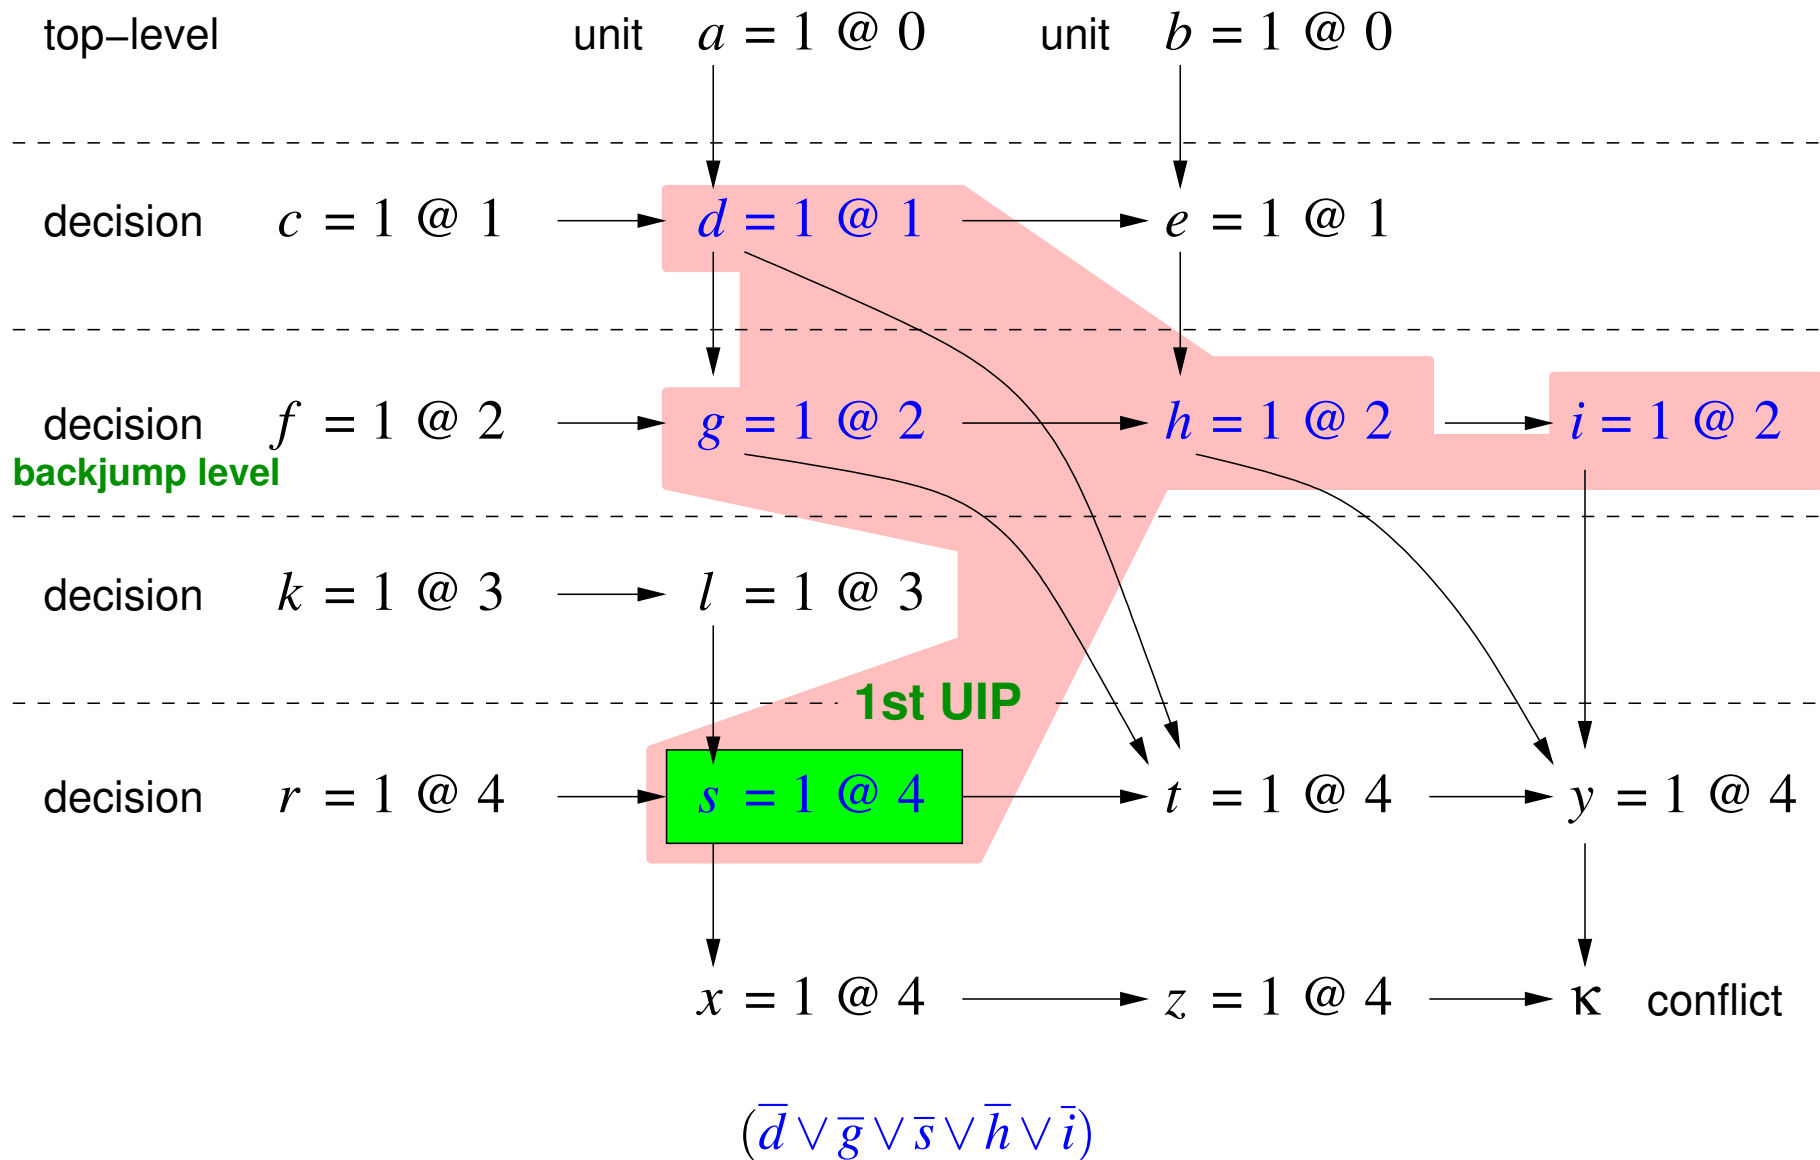 top–level unit a = 1 @ 0 unit b = 1 @ 0
decision c = 1 @ 1 d = 1 @ 1 e = 1 @ 1
decision f = 1 @ 2 g = 1 @ 2 h = 1 @ 2 i = 1 @ 2
backjump level
decision k = 1 @ 3 l = 1 @ 3
1st UIP
decision r = 1 @ 4 s = 1 @ 4 t = 1 @ 4 y = 1 @ 4
x = 1 @ 4 z = 1 @ 4 κ conflict
(d̅ ∨ g̅ ∨ s̅ ∨ h̅ ∨ i̅)